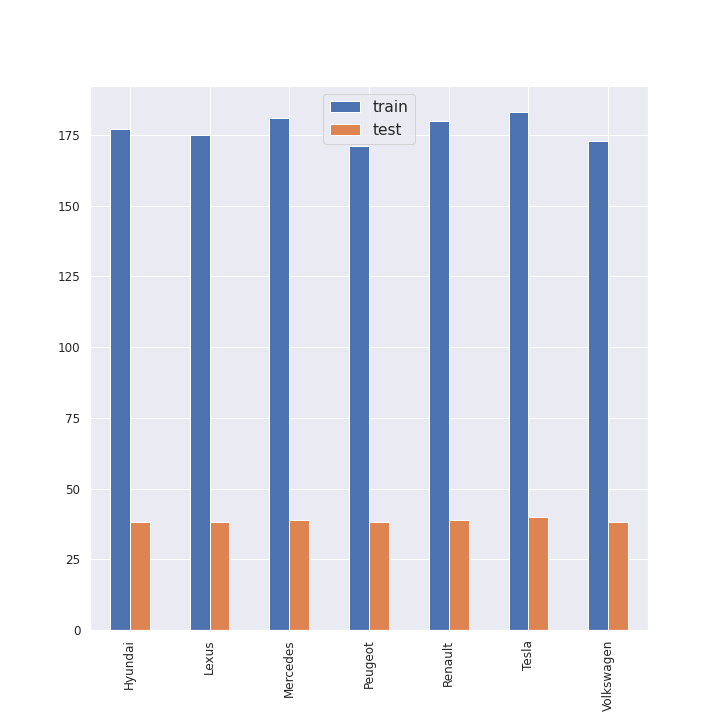 train
test
175
150
125
100
75
50
25
0
Hyundai
Lexus
Mercedes
Peugeot
Renault
Tesla
Volkswagen